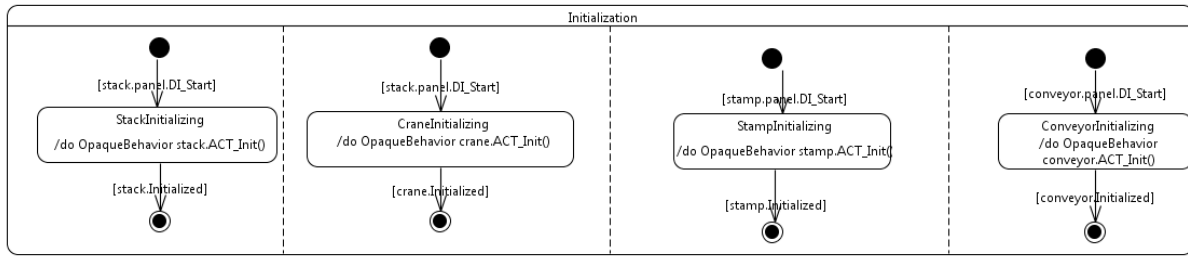 Initialization
[stack.panel.DI_Start]
StackInitializing
/do OpaqueBehavior stack.ACT_Init()
[stack.Initialized]
[stack.panel.DI_Start]
CraneInitializing
/do OpaqueBehavior crane.ACT_Init()
[crane.Initialized]
[stamp.panel.DI_Start]
StampInitializing
/do OpaqueBehavior stamp.ACT_Init(
[stamp.Initialized]
[conveyor.panel.DI_Start]
ConveyorInitializing
/do OpaqueBehavior
conveyor.ACT_Init()
[conveyor.Initialized]